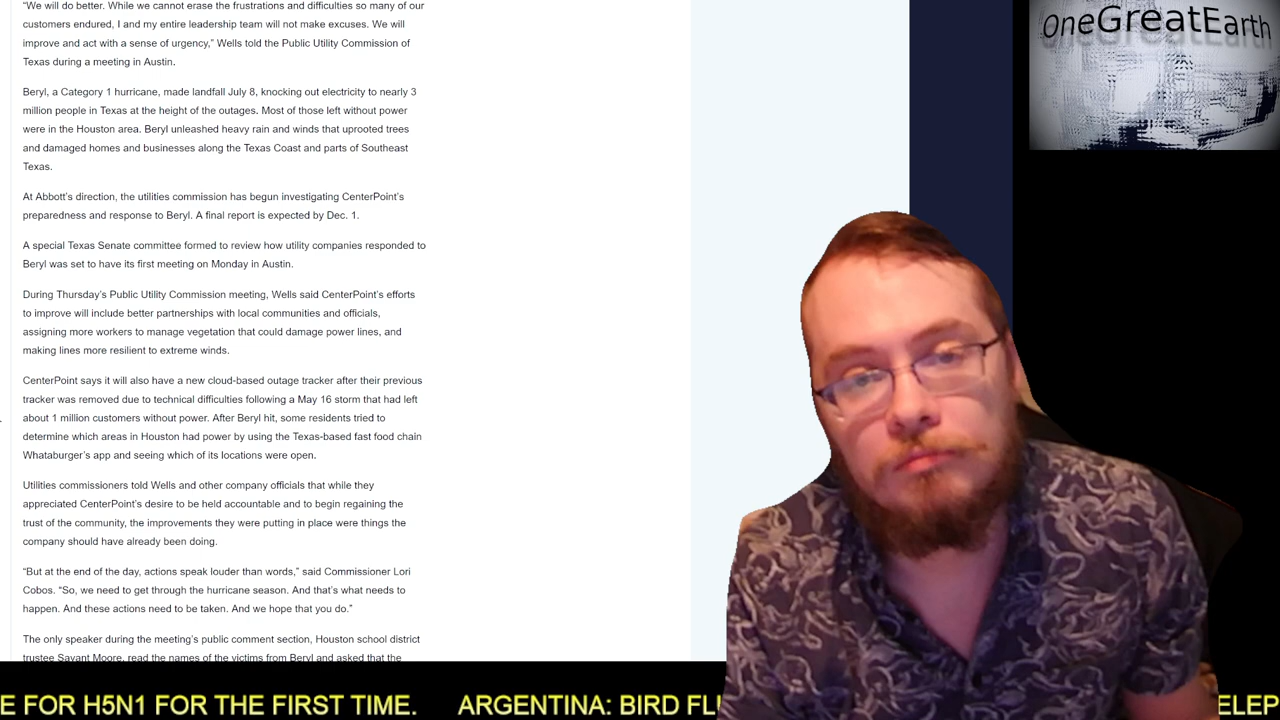 “We will do better. While we cannot erase the frustrations and difficulties so many of our
customers endured, I and my entire leadership team will not make excuses. We will
improve and act with a sense of urgency,” Wells told the Public Utility Commission of
Texas during a meeting in Austin.
Beryl, a Category 1 hurricane, made landfall July 8, knocking out electricity to nearly 3
million people in Texas at the height of the outages. Most of those left without power
were in the Houston area. Beryl unleashed heavy rain and winds that uprooted trees
and damaged homes and businesses along the Texas Coast and parts of Southeast
Texas.
At Abbott’s direction, the utilities commission has begun investigating CenterPoint’s
preparedness and response to Beryl. A final report is expected by Dec. 1.
A special Texas Senate committee formed to review how utility companies responded to
Beryl was set to have its first meeting on Monday in Austin.
During Thursday’s Public Utility Commission meeting, Wells said CenterPoint’s efforts
to improve will include better partnerships with local communities and officials,
assigning more workers to manage vegetation that could damage power lines, and
making lines more resilient to extreme winds.
CenterPoint says it will also have a new cloud-based outage tracker after their previous
tracker was removed due to technical difficulties following a May 16 storm that had left
about 1 million customers without power. After Beryl hit, some residents tried to
determine which areas in Houston had power by using the Texas-based fast food chain
Whataburger’s app and seeing which of its locations were open.
Utilities commissioners told Wells and other company officials that while they
appreciated CenterPoint’s desire to be held accountable and to begin regaining the
trust of the community, the improvements they were putting in place were things the
company should have already been doing.
“But at the end of the day, actions speak louder than words,” said Commissioner Lori
Cobos. “So, we need to get through the hurricane season. And that’s what needs to
happen. And these actions need to be taken. And we hope that you do.”
The only speaker during the meeting’s public comment section, Houston school district
trustee Savant Moore, read the names of the victims from Beryl and asked that the
OneGreatEarth
E FOR H5N1 FOR THE FIRST TIME. ARGENTINA: BIRD FLU ELEP